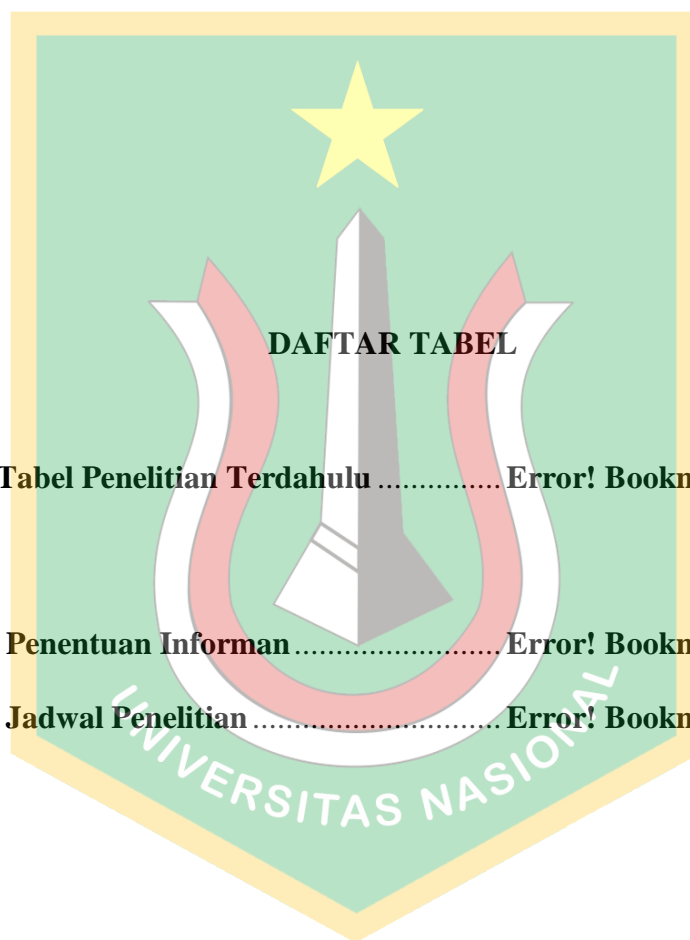 DAFTAR TABEL
Tabel Penelitian Terdahulu ............... Error! Bookm
Penentuan Informan ......................... Error! Bookm
Jadwal Penelitian .............................. Error! Bookm
UNIVERSITAS NASIONAL